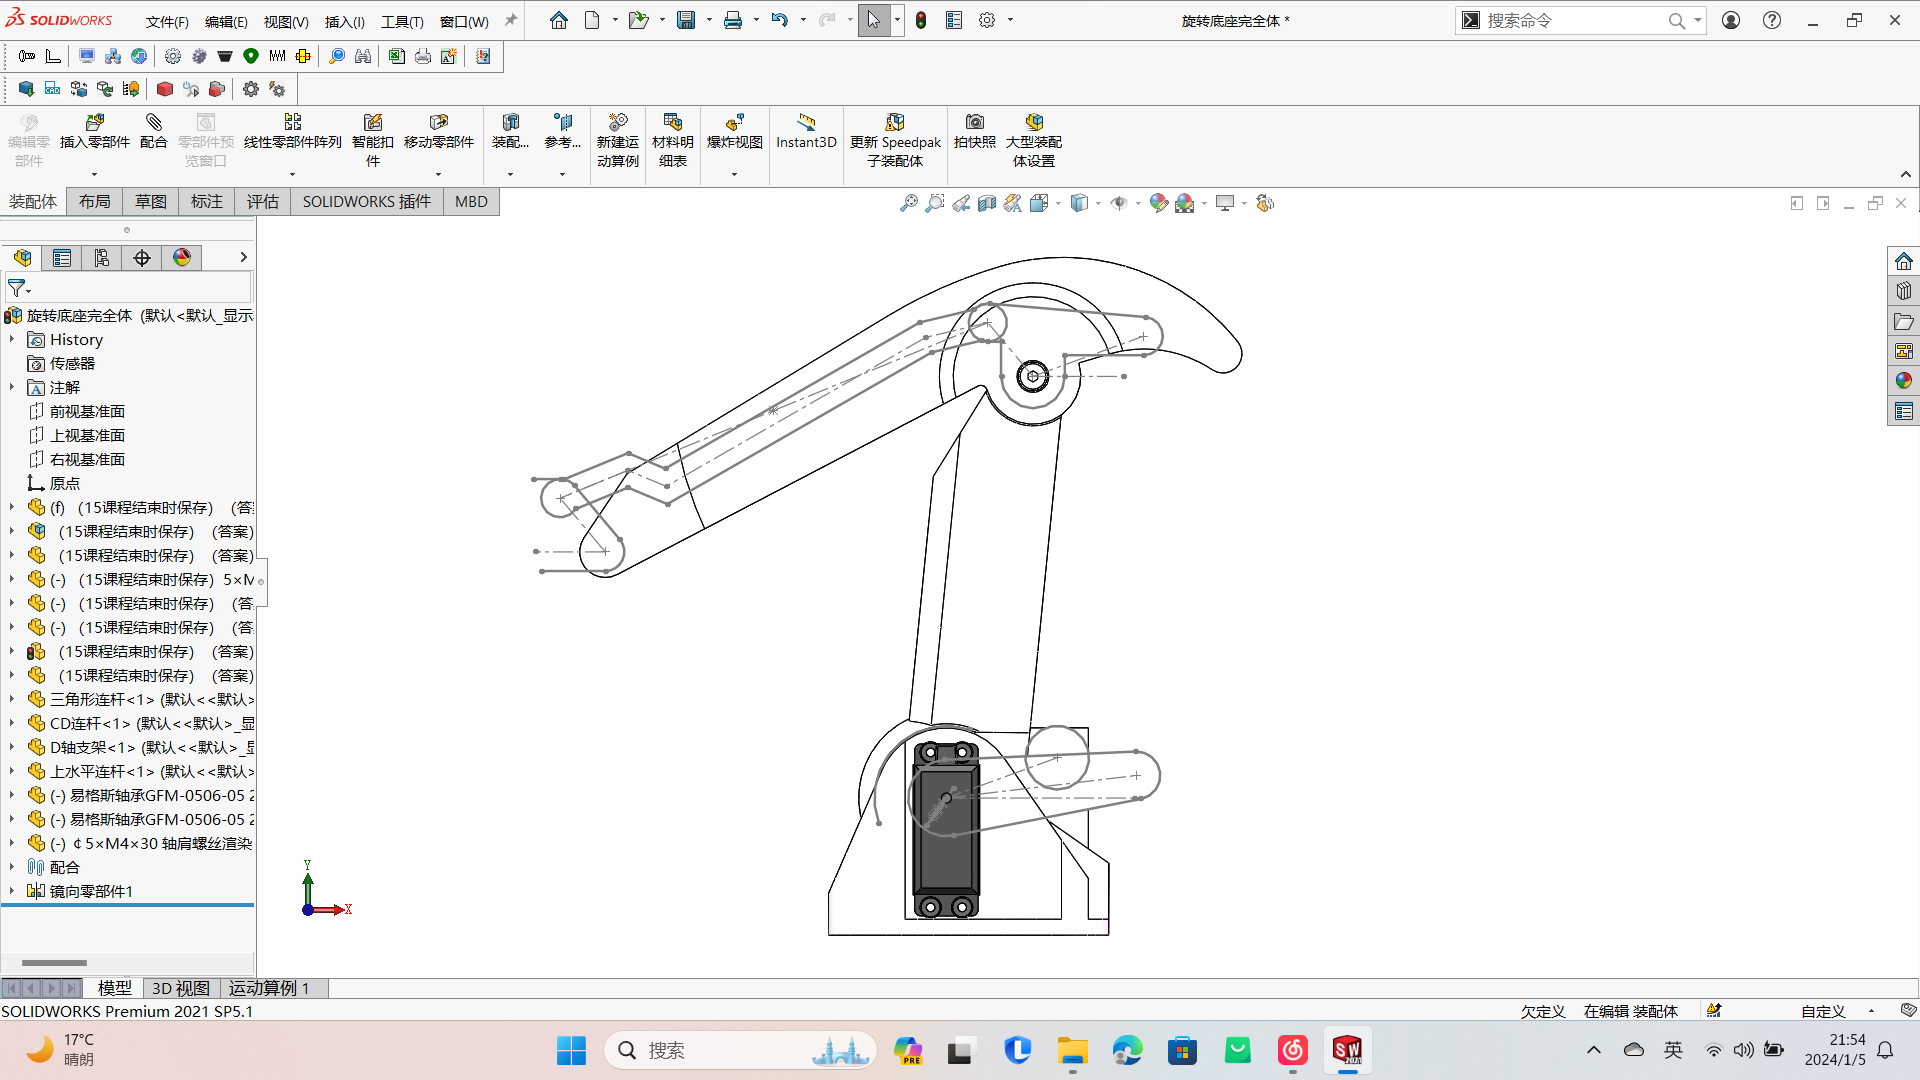 SOLIDWORKS 文件(F) 编辑(E) 视图(V) 插入(I) 工具(T) 窗口(W) 旋转底座完全体 * 搜索命令
编辑零部件 插入零部件 配合 零部件预览窗口 线性零部件阵列 智能扣件 移动零部件 装配... 参考... 新建运动算例 材料明细表 爆炸视图 Instant3D 更新 Speedpak 子装配体 拍快照 大型装配体设置
装配体 布局 草图 标注 评估 SOLIDWORKS 插件 MBD
旋转底座完全体 (默认<默认_显示
History
传感器
注解
前视基准面
上视基准面
右视基准面
原点
(f) (15课程结束时保存) (答
(15课程结束时保存) (答案)
(15课程结束时保存) (答案)
(-) (15课程结束时保存) 5×M
(-) (15课程结束时保存) (答
(-) (15课程结束时保存) (答
(15课程结束时保存) (答案)
(15课程结束时保存) (答案)
三角形连杆<1> (默认<<默认>
CD连杆<1> (默认<<默认>_显
D轴支架<1> (默认<<默认>_显
上水平连杆<1> (默认<<默认>
(-) 易格斯轴承GFM-0506-05 2
(-) 易格斯轴承GFM-0506-05 2
(-) ¢5×M4×30 轴肩螺丝渲染
配合
镜向零部件1
Y
X
模型 3D 视图 运动算例 1
SOLIDWORKS Premium 2021 SP5.1 欠定义 在编辑 装配体 自定义
17°C
晴朗
搜索
PRE
SW
2021
英
21:54
2024/1/5